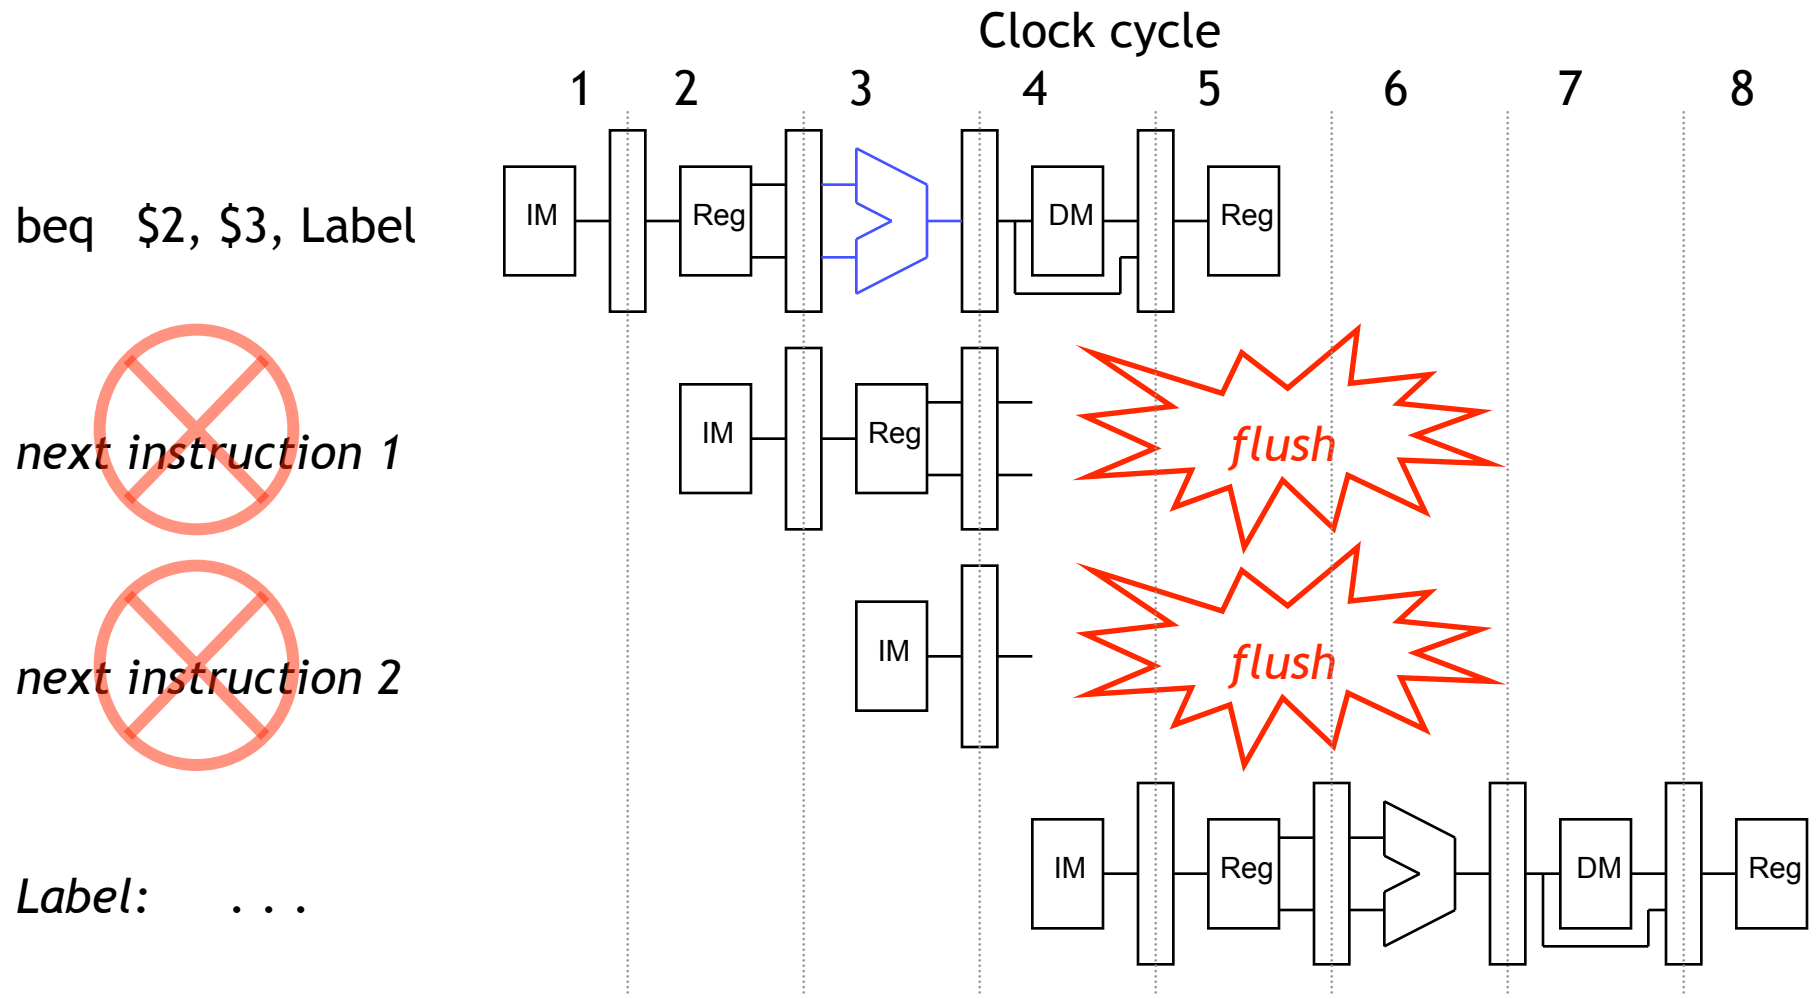 Clock cycle
1 2 3 4 5 6 7 8
beq $2, $3, Label
IM Reg DM Reg
next instruction 1
IM Reg
flush
next instruction 2
IM
flush
Label: . . .
IM Reg DM Reg